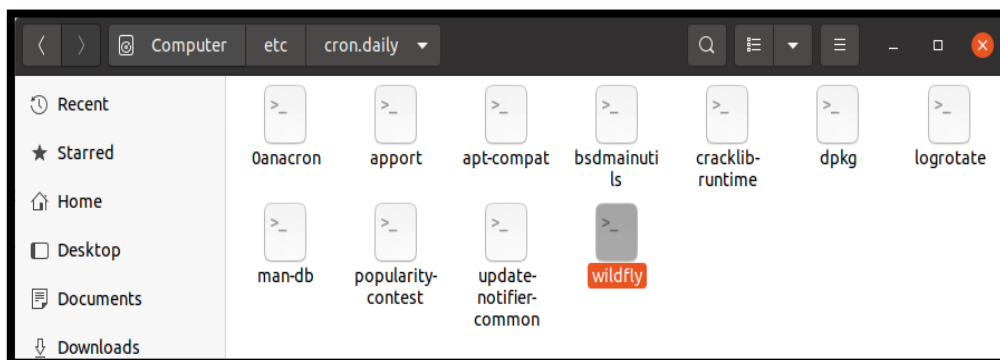 Computer etc cron.daily
Recent
Starred
Home
Desktop
Documents
Downloads
>_ >_ >_ >_ >_ >_ >_
0anacron apport apt-compat bsdmainuti cracklib- dpkg logrotate
ls runtime
>_ >_ >_ >_
man-db popularity- update- wildfly
contest notifier-
common